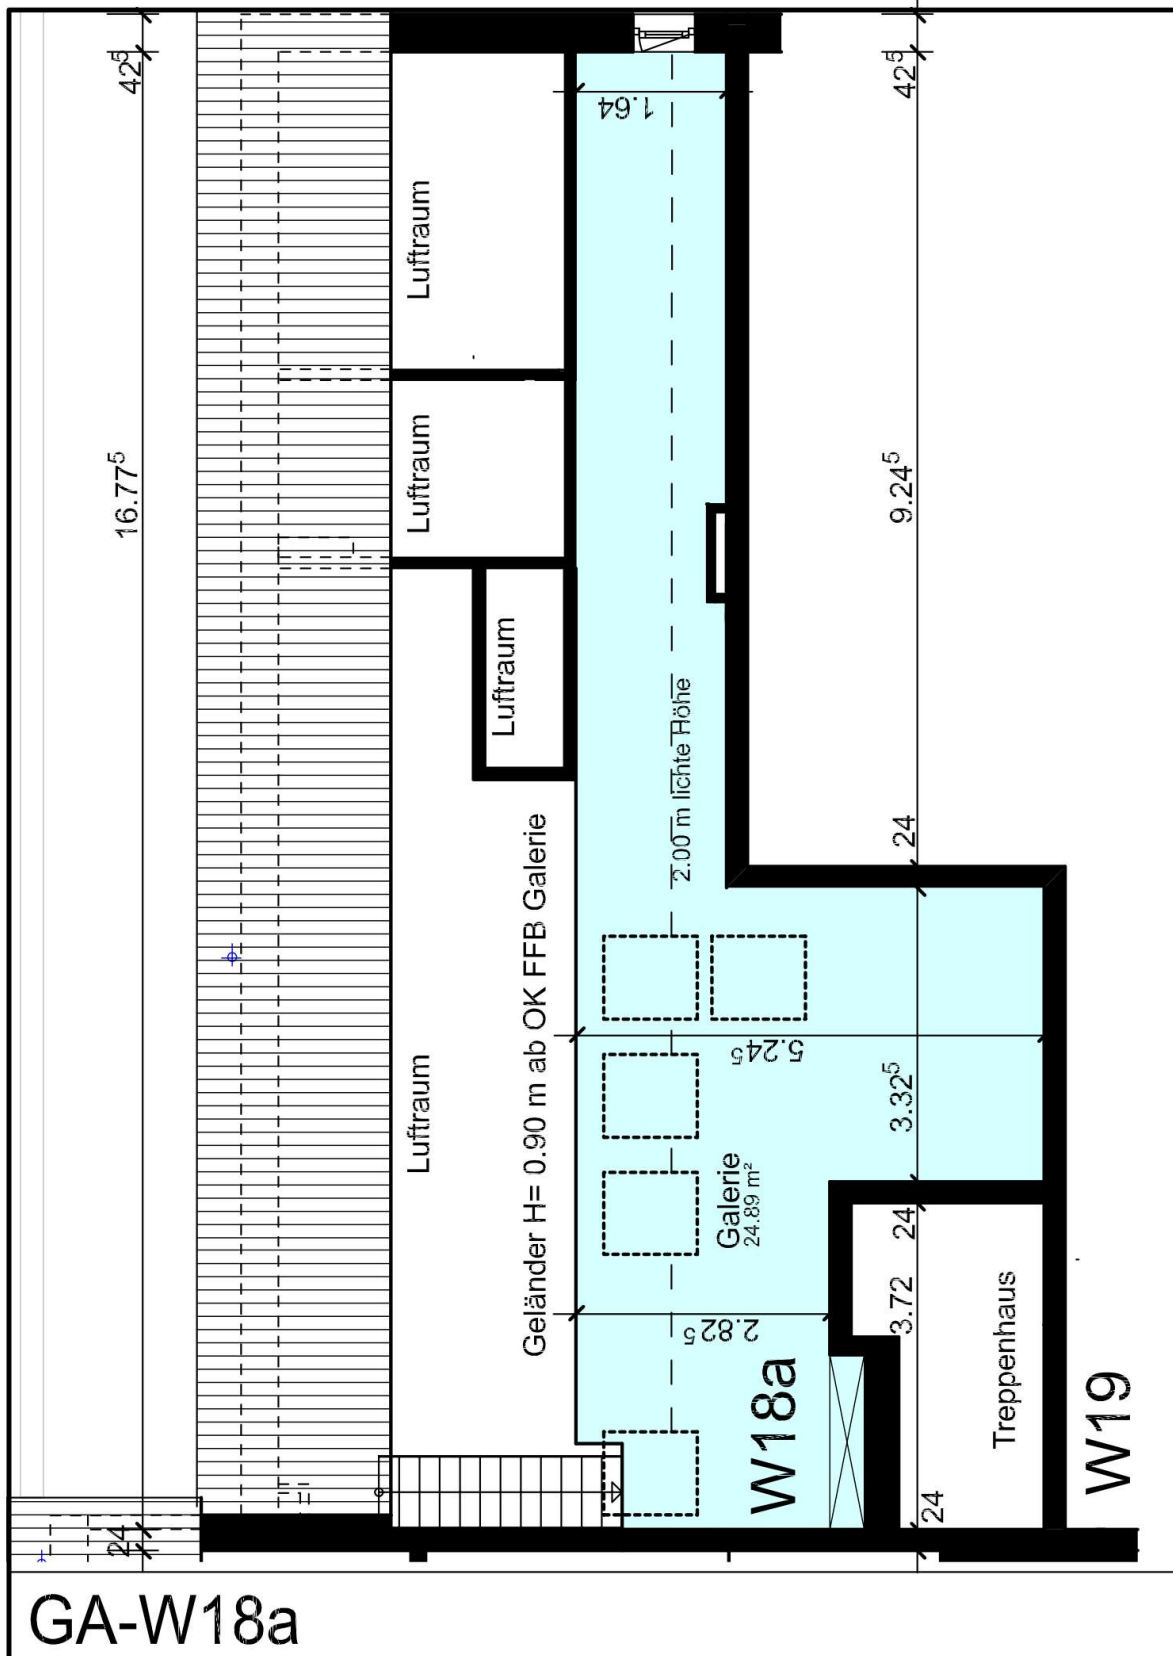 42⁵
42⁵
1.64
Luftraum
Luftraum
16.77⁵
9.24⁵
Luftraum
2.00 m lichte Höhe
24
Geländer H= 0.90 m ab OK FFB Galerie
5.24⁵
Luftraum
3.32⁵
Galerie
24.89 m²
24
3.72
2.82⁵
Treppenhaus
W18a
W19
24
24
GA-W18a